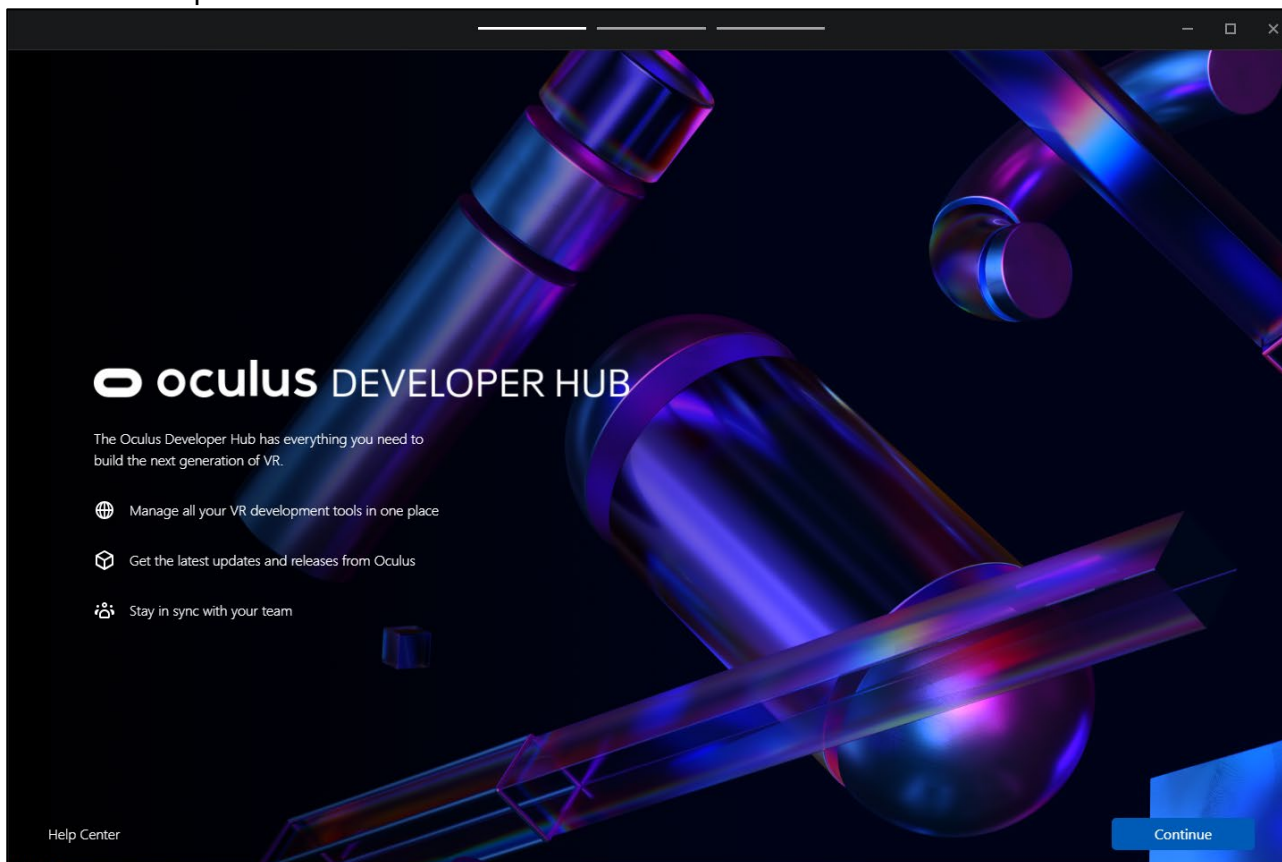 oculus DEVELOPER HUB
The Oculus Developer Hub has everything you need to
build the next generation of VR.
Manage all your VR development tools in one place
Get the latest updates and releases from Oculus
Stay in sync with your team
Help Center
Continue